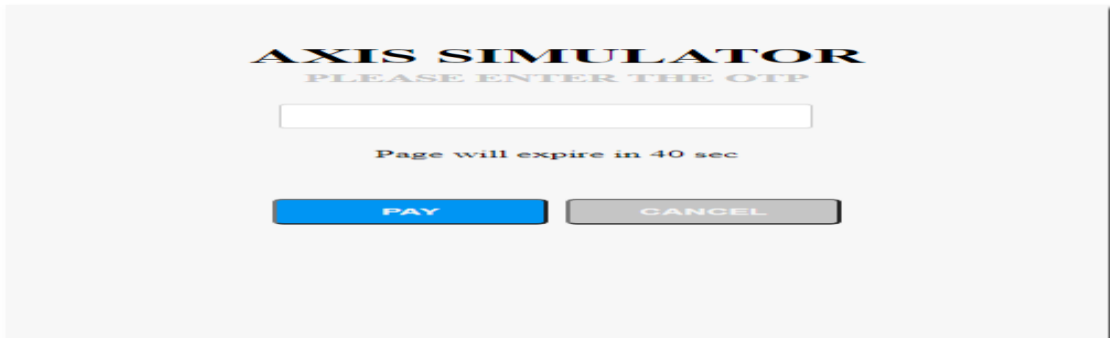 AXIS SIMULATOR
PLEASE ENTER THE OTP
Page will expire in 40 sec
PAY CANCEL